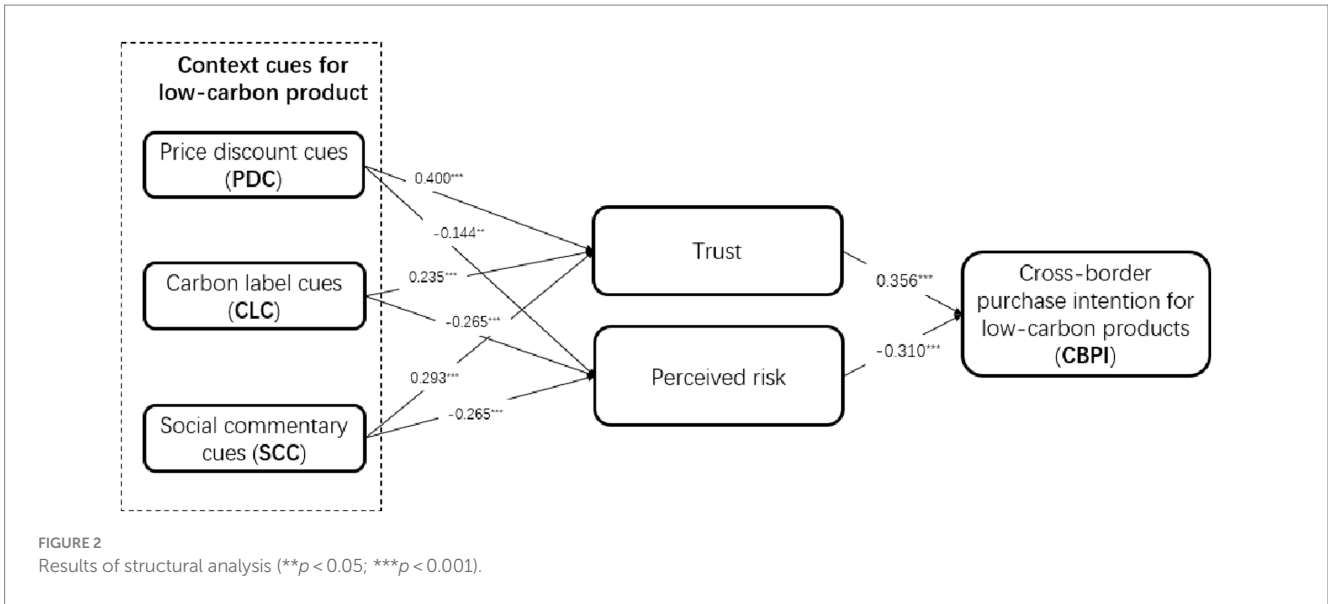 Context cues for
low-carbon product
Price discount cues
(PDC)
Carbon label cues
(CLC)
Social commentary
cues (SCC)
0.400***
-0.144**
0.235***
-0.265***
0.293***
-0.265***
Trust
Perceived risk
0.356***
-0.310***
Cross-border
purchase intention for
low-carbon products
(CBPI)
FIGURE 2
Results of structural analysis (**p < 0.05; ***p < 0.001).